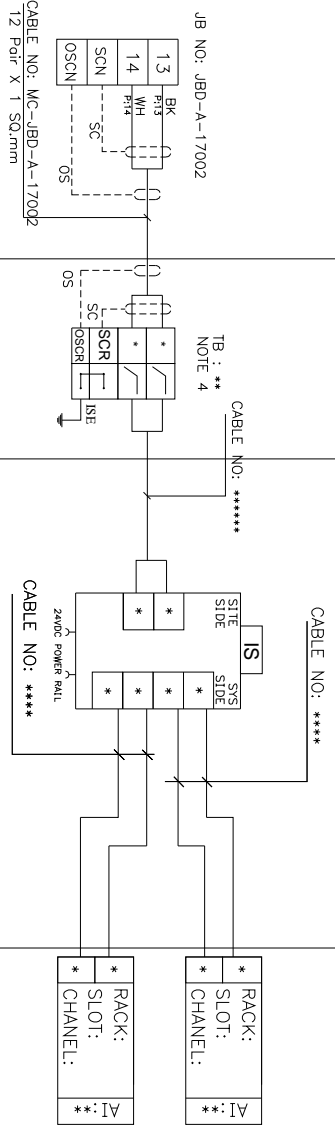 JB NO: JBD-A-17002
13
14
SCN
OSCN
BK
P:13
WH
P:14
SC
OS
CABLE NO: MC-JBD-A-17002
12 Pair X 1 SQ.mm
TB : **
NOTE 4
*
*
SCR
OSCR
SC
OS
ISE
CABLE NO: ******
IS
SITE
SIDE
SYS
SIDE
*
*
*
*
*
*
24VDC POWER RAIL
CABLE NO: ****
CABLE NO: ****
*
*
RACK:
SLOT:
CHANEL:
AI:**
*
*
RACK:
SLOT:
CHANEL:
AI:**